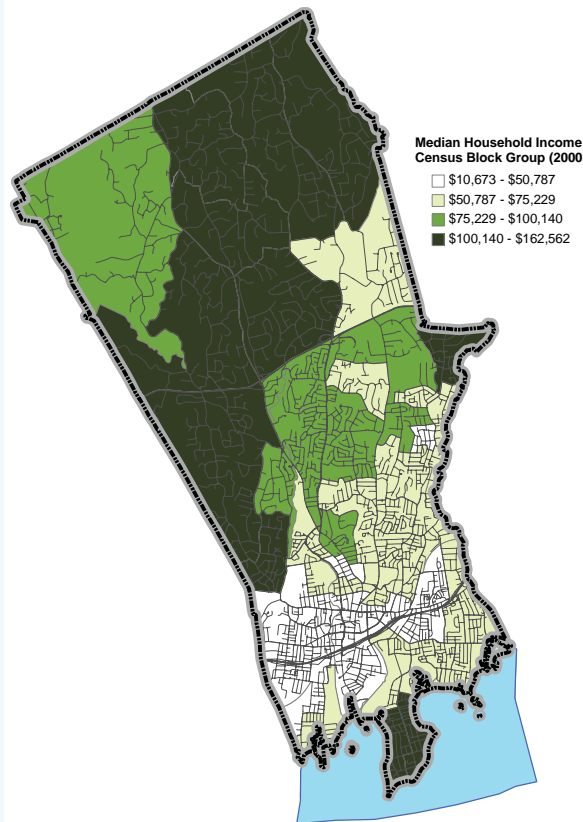 Median Household Income
Census Block Group (2000
$10,673 - $50,787
$50,787 - $75,229
$75,229 - $100,140
$100,140 - $162,562